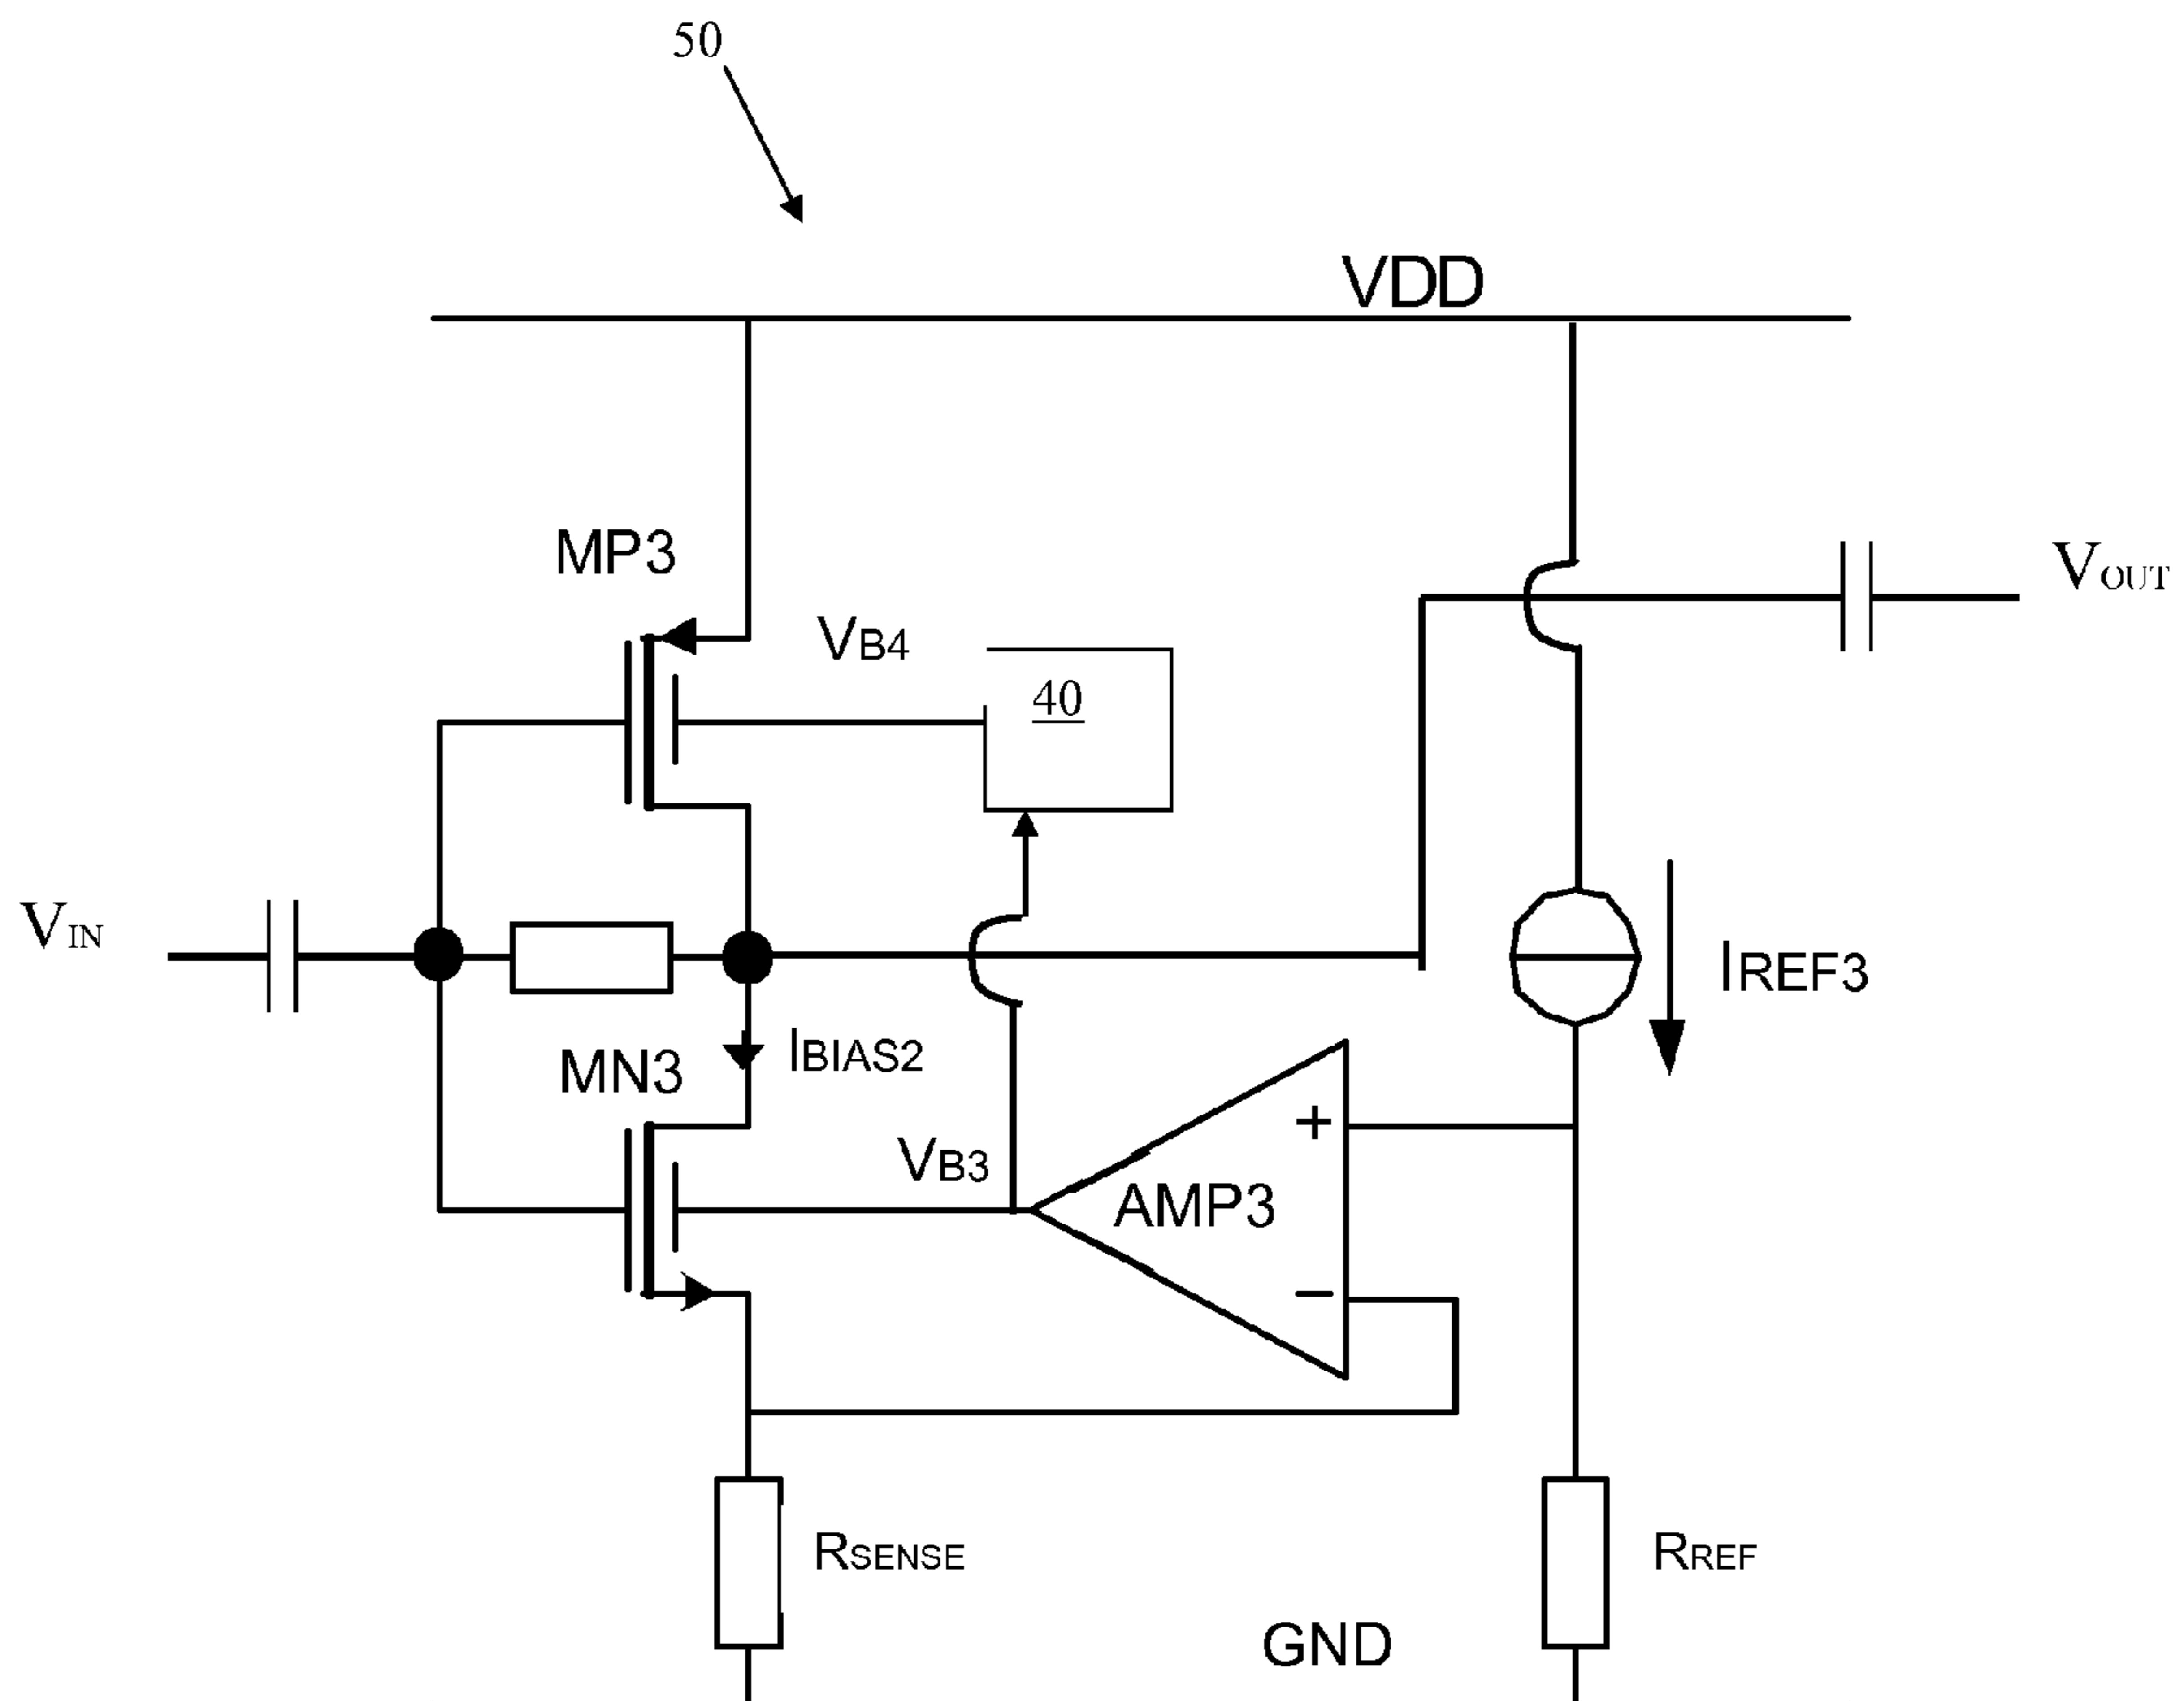 50
VDD
MP3
VOUT
VB4
40
VIN
IREF3
MN3
IBIAS2
VB3
+
AMP3
−
RSENSE
RREF
GND